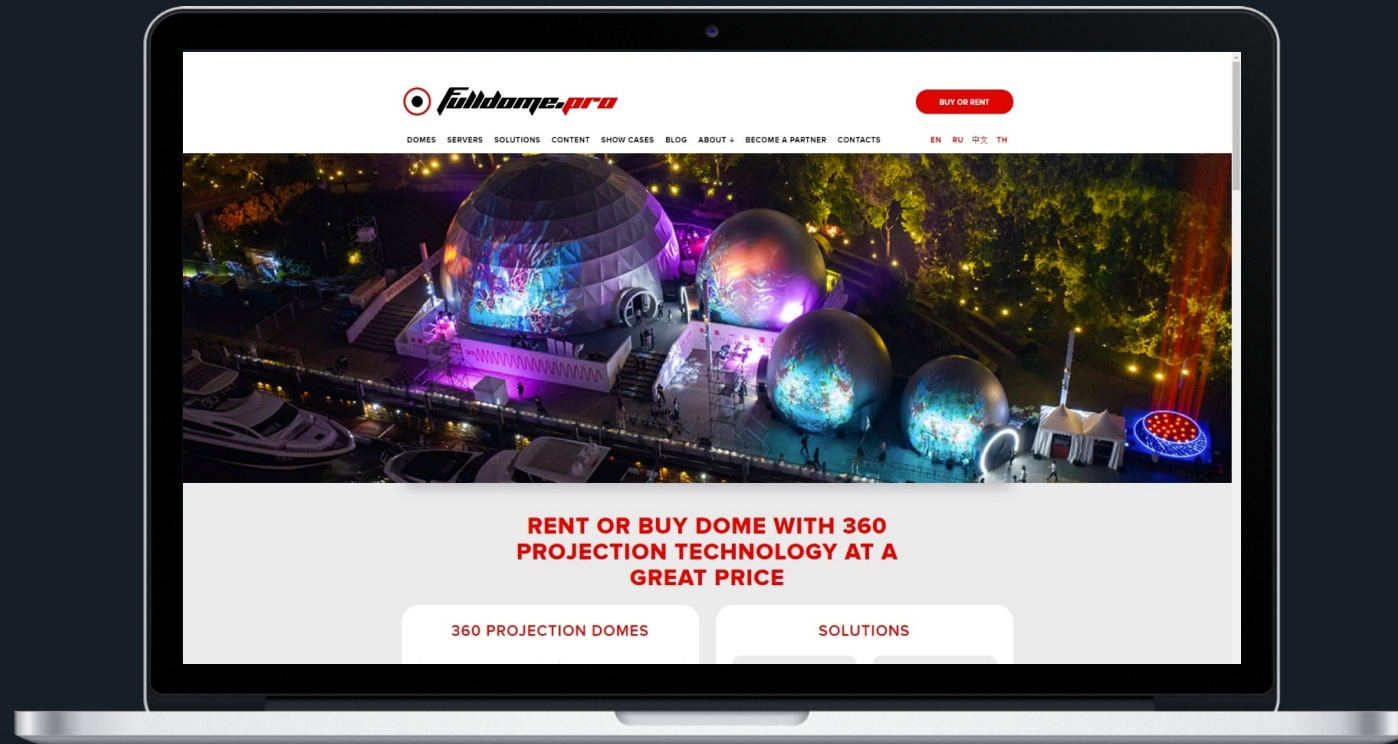 Fulldome.pro
BUY OR RENT
DOMES SERVERS SOLUTIONS CONTENT SHOW CASES BLOG ABOUT ↓ BECOME A PARTNER CONTACTS
EN RU 中文 TH
RENT OR BUY DOME WITH 360
PROJECTION TECHNOLOGY AT A
GREAT PRICE
360 PROJECTION DOMES
SOLUTIONS